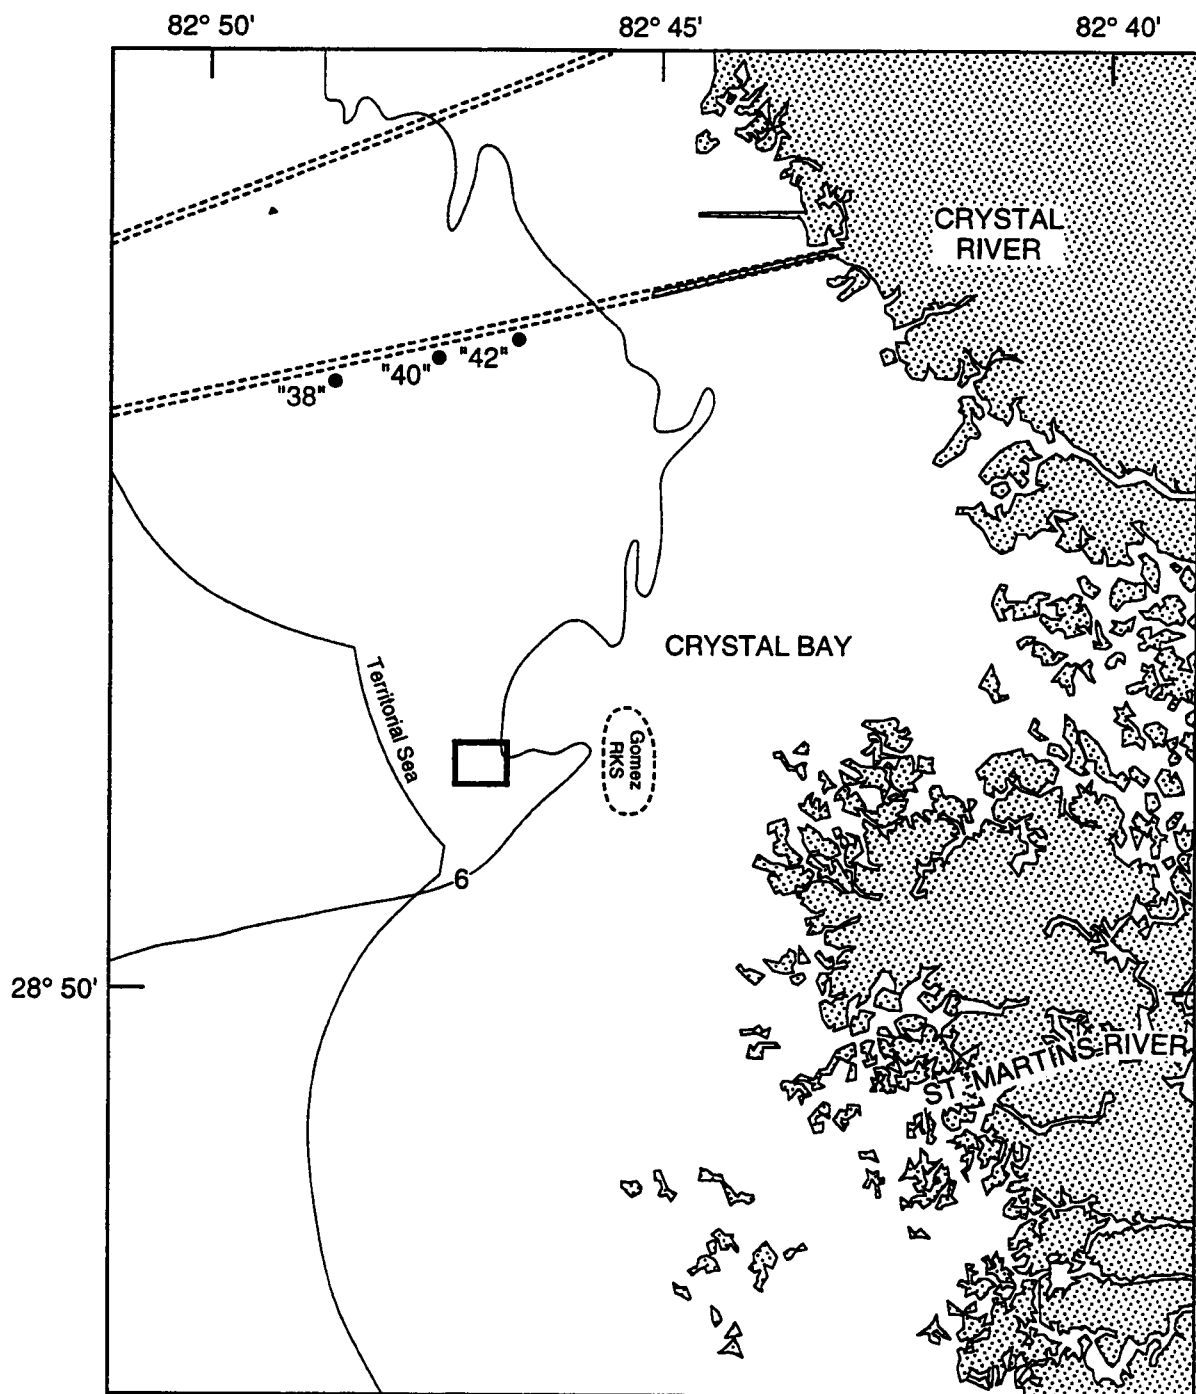 82° 50'
82° 45'
82° 40'
CRYSTAL
RIVER
"42"
"40"
"38"
CRYSTAL BAY
Territorial Sea
Gomez
RKS
6
28° 50'
ST. MARTINS RIVER